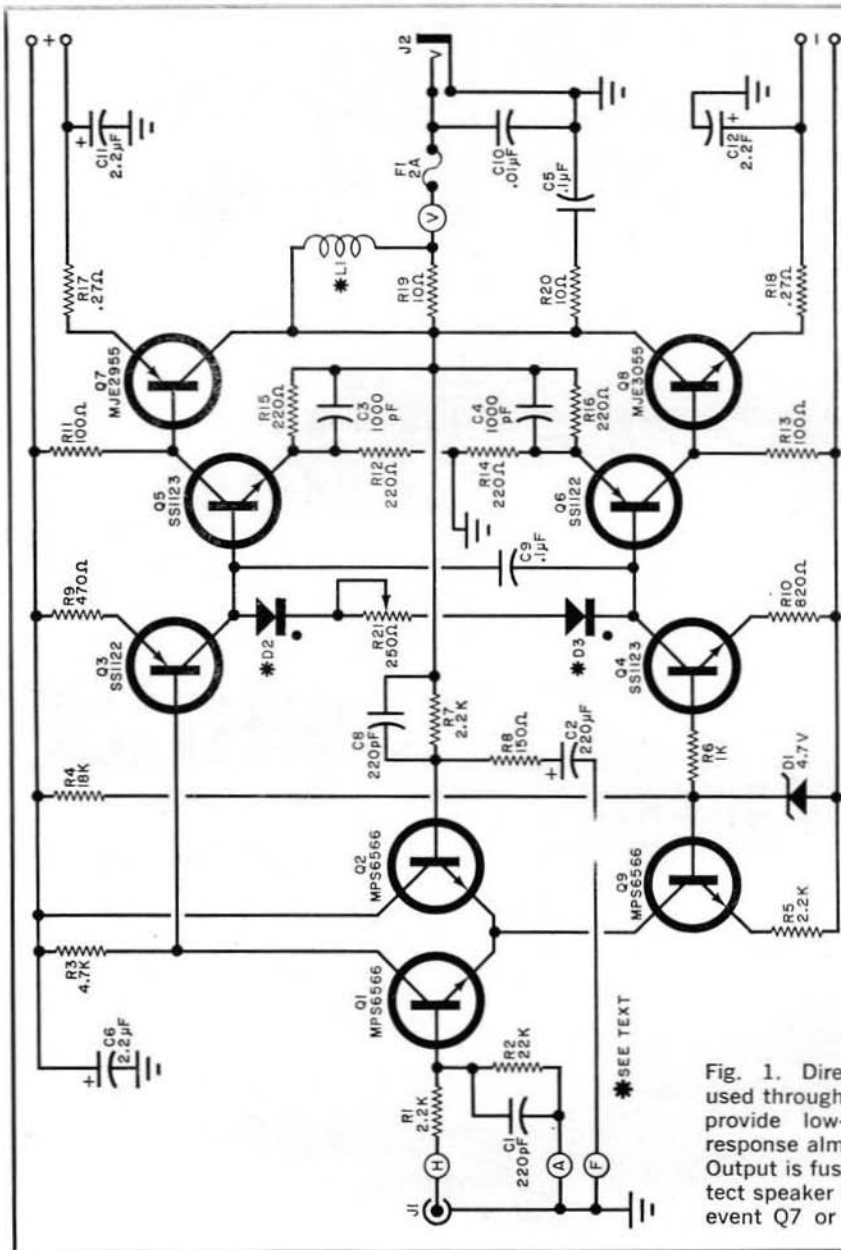 +
J2
V
−
C11
2.2µF
+
C10
.01µF
C12
2.2F
+
F1
2A
C5
.1µF
V
R17
.27Ω
✱L1
R19
10Ω
R20
10Ω
R18
.27Ω
Q7
MJE2955
Q8
MJE3055
R11
100Ω
R15
220Ω
C3
1000
pF
C4
1000
pF
R16
220Ω
R13
100Ω
Q5
SS1123
R12
220Ω
R14
220Ω
Q6
SS1122
C9
.1µF
R9
470Ω
R10
820Ω
Q3
SS1122
✱D2
R21
250Ω
✱D3
Q4
SS1123
R4
18K
C8
220pF
R7
2.2K
R8
150Ω
C2
220µF
+
R6
1K
D1
4.7V
Q2
MPS6566
Q9
MPS6566
R3
4.7K
R5
2.2K
Q1
MPS6566
C6
2.2µF
+
R1
2.2K
R2
22K
C1
220pF
✱SEE TEXT
J1
H
A
F
Fig. 1. Dire
used through
provide low-
response alm
Output is fus
tect speaker
event Q7 or